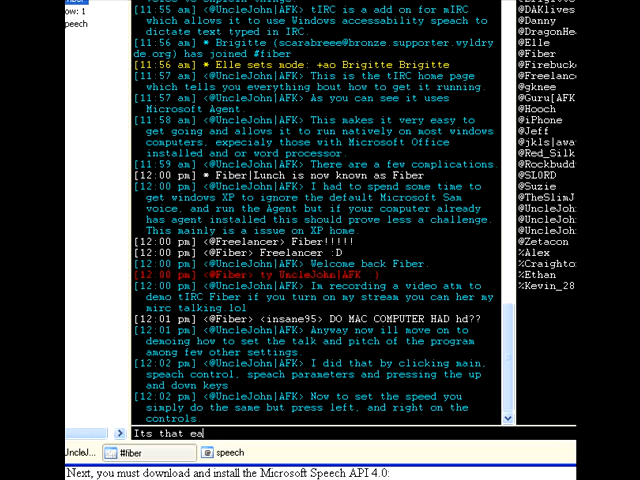 ow: 1
speech
[11:55 am] <@UncleJohn|AFK> tIRC is a add on for mIRC
which allows it to use Windows accessability speach to
dictate text typed in IRC.
[11:56 am] * Brigitte (scarabreee@bronze.supporter.wyldry
de.org) has joined #fiber
[11:56 am] * Elle sets mode: +ao Brigitte Brigitte
[11:57 am] <@UncleJohn|AFK> This is the tIRC home page
which tells you everything bout how to get it running.
[11:57 am] <@UncleJohn|AFK> As you can see it uses
Microsoft Agent.
[11:58 am] <@UncleJohn|AFK> This makes it very easy to
get going and allows it to run natively on most windows
computers, expecialy those with Microsoft Office
installed and or word processor.
[11:59 am] <@UncleJohn|AFK> There are a few complications.
[12:00 pm] * Fiber|Lunch is now known as Fiber
[12:00 pm] <@UncleJohn|AFK> I had to spend some time to
get windows XP to ignore the default Microsoft Sam
voice, and run the Agent but if your computer already
has agent installed this should prove less a challenge.
This mainly is a issue on XP home.
[12:00 pm] <@Freelancer> Fiber!!!!!
[12:00 pm] <@Fiber> Freelancer :D
[12:00 pm] <@UncleJohn|AFK> Welcome back Fiber.
[12:00 pm] <@Fiber> ty UncleJohn|AFK :)
[12:00 pm] <@UncleJohn|AFK> Im recording a video atm to
demo tIRC Fiber if you turn on my stream you can her my
mirc talking.lol
[12:01 pm] <@Fiber> <insane95> DO MAC COMPUTER HAD hd??
[12:01 pm] <@UncleJohn|AFK> Anyway now ill move on to
demoing how to set the talk and pitch of the program
among few other settings.
[12:02 pm] <@UncleJohn|AFK> I did that by clicking main,
speach control, speach parameters and pressing the up
and down keys
[12:02 pm] <@UncleJohn|AFK> Now to set the speed you
simply do the same but press left, and right on the
controls.
Its that ea
@DAKlives
@Danny
@DragonHea
@Elle
@Fiber
@Firebuck
@Freelanc
@gknee
@Guru[AFK
@Hooch
@iPhone
@Jeff
@jkls|awa
@Red_Silk
@Rockbudd
@SL0RD
@Suzie
@TheSlimJ
@UncleJoh
@UncleJoh
@UncleJoh
@Zetacon
%Alex
%Craighto
%Ethan
%Kevin_28
UncleJ...
#fiber
speech
Next, you must download and install the Microsoft Speech API 4.0: